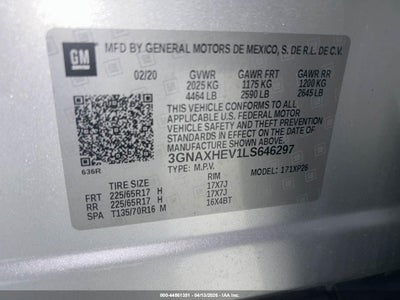 GM
MFD BY GENERAL MOTORS DE MEXICO, S. DE R.L. DE C.V.
02/20 GVWR GAWR FRT GAWR RR
2025 KG 1175 KG 1200 KG
4464 LB 2590 LB 2645 LB
THIS VEHICLE CONFORMS TO ALL
APPLICABLE U.S. FEDERAL MOTOR
VEHICLE SAFETY AND THEFT PREVENTION
STANDARDS IN EFFECT ON THE DATE OF
MANUFACTURE SHOWN ABOVE.
3GNAXHEV1LS646297
636R TYPE: M.P.V. MODEL: 1XP26
TIRE SIZE RIM
FRT 225/65R17 H 17X7J
RR 225/65R17 H 17X7J
SPA T135/70R16 M 16X4BT
04/13/2026
IAA Inc.